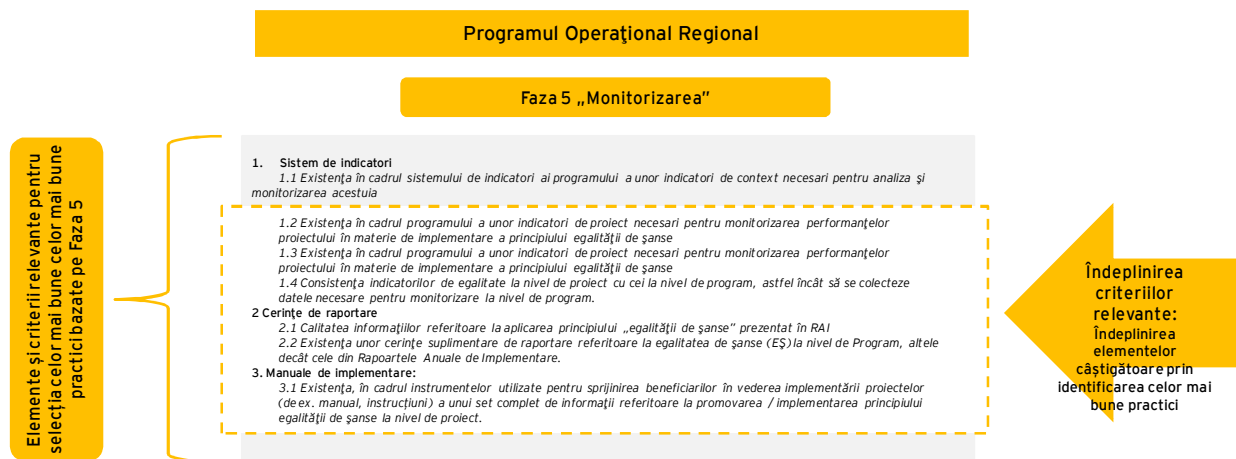 Programul Operaţional Regional
Faza 5 „Monitorizarea”
Elemente și criterii relevante pentru
selecția celor mai bune celor mai bune
practici bazate pe Faza 5
1. Sistem de indicatori
1.1 Existenţa în cadrul sistemului de indicatori ai programului a unor indicatori de context necesari pentru analiza şi
monitorizarea acestuia
1.2 Existenţa în cadrul programului a unor indicatori de proiect necesari pentru monitorizarea performanţelor
proiectului în materie de implementare a principiului egalităţii de şanse
1.3 Existenţa în cadrul programului a unor indicatori de proiect necesari pentru monitorizarea performanţelor
proiectului în materie de implementare a principiului egalităţii de şanse
1.4 Consistenţa indicatorilor de egalitate la nivel de proiect cu cei la nivel de program, astfel încât să se colecteze
datele necesare pentru monitorizare la nivel de program.
2 Cerinţe de raportare
2.1 Calitatea informaţiilor referitoare la aplicarea principiului „egalităţii de şanse” prezentat în RAI
2.2 Existenţa unor cerinţe suplimentare de raportare referitoare la egalitatea de şanse (EŞ) la nivel de Program, altele
decât cele din Rapoartele Anuale de Implementare.
3. Manuale de implementare:
3.1 Existenţa, în cadrul instrumentelor utilizate pentru sprijinirea beneficiarilor în vederea implementării proiectelor
(de ex. manual, instrucţiuni) a unui set complet de informaţii referitoare la promovarea / implementarea principiului
egalităţii de şanse la nivel de proiect.
Îndeplinirea
criteriilor
relevante:
Îndeplinirea
elementelor
câștigătoare prin
identificarea celor mai
bune practici